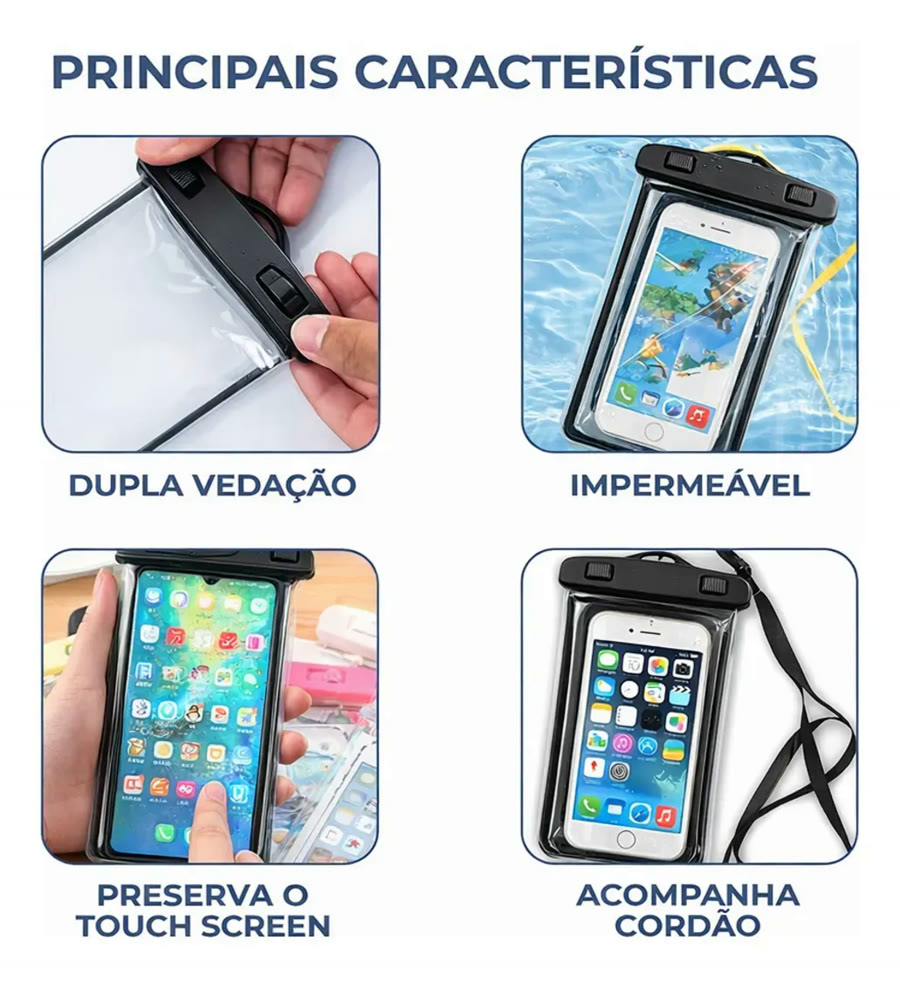 PRINCIPAIS CARACTERÍSTICAS
DUPLA VEDAÇÃO
IMPERMEÁVEL
PRESERVA O
TOUCH SCREEN
ACOMPANHA
CORDÃO